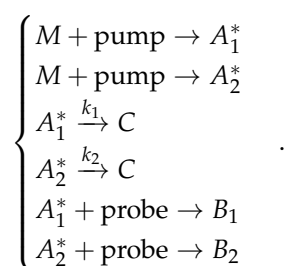 M + pump → A₁*
M + pump → A₂*
A₁* —k₁→ C
A₂* —k₂→ C
A₁* + probe → B₁
A₂* + probe → B₂
.